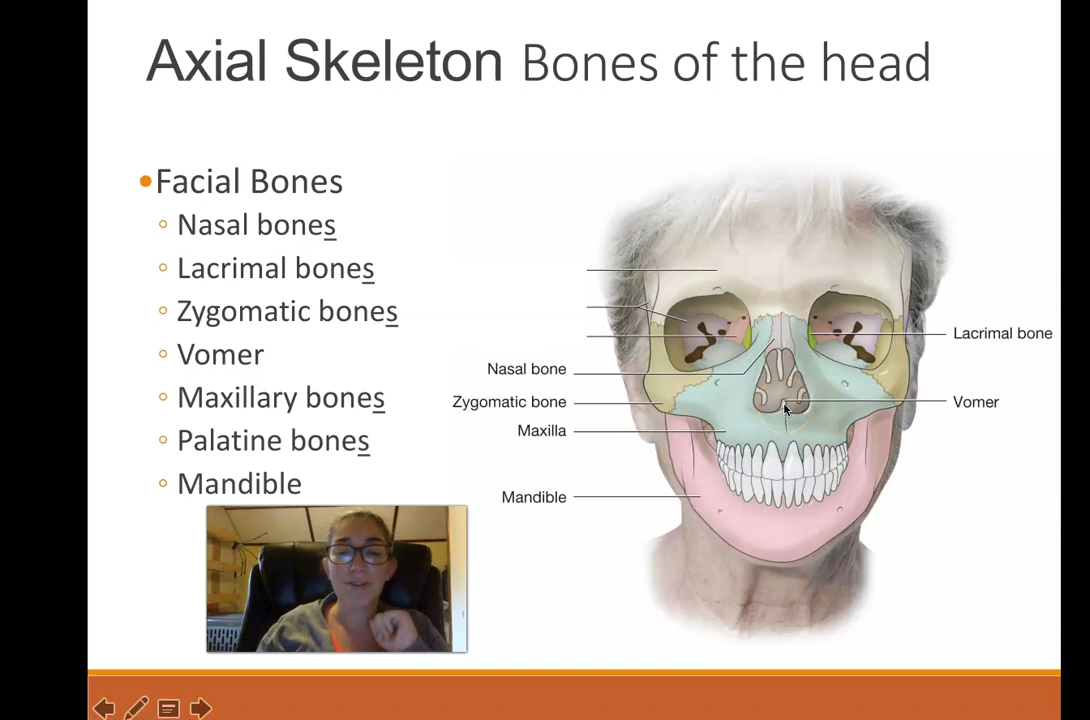 Axial Skeleton Bones of the head
•Facial Bones
◦ Nasal bones
◦ Lacrimal bones
◦ Zygomatic bones
◦ Vomer
◦ Maxillary bones
◦ Palatine bones
◦ Mandible
Nasal bone
Zygomatic bone
Maxilla
Mandible
Lacrimal bone
Vomer